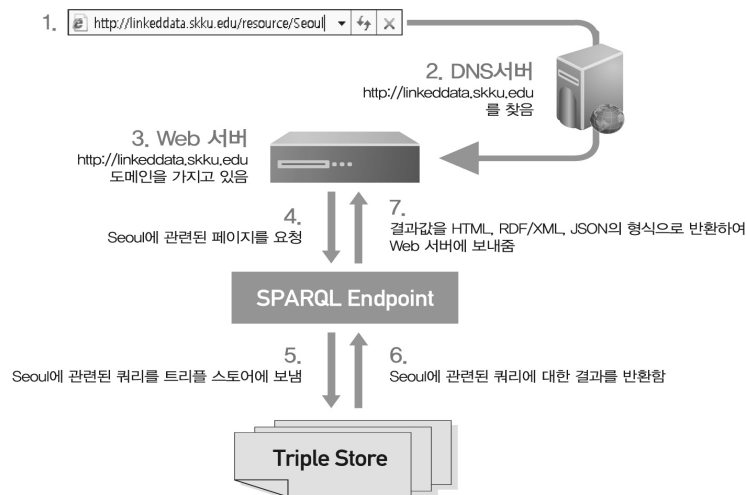 1. http://linkeddata.skku.edu/resource/Seoul
2. DNS서버
http://linkeddata.skku.edu
를 찾음
3. Web 서버
http://linkeddata.skku.edu
도메인을 가지고 있음
4.
Seoul에 관련된 페이지를 요청
7.
결과값을 HTML, RDF/XML, JSON의 형식으로 반환하여
Web 서버에 보내줌
SPARQL Endpoint
5.
Seoul에 관련된 쿼리를 트리플 스토어에 보냄
6.
Seoul에 관련된 쿼리에 대한 결과를 반환함
Triple Store